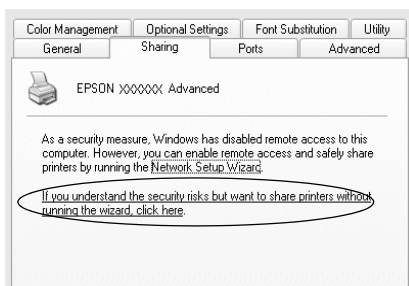 Color Management Optional Settings Font Substitution Utility
General Sharing Ports Advanced
EPSON XXXXXX Advanced
As a security measure, Windows has disabled remote access to this
computer. However, you can enable remote access and safely share
printers by running the Network Setup Wizard.
If you understand the security risks but want to share printers without
running the wizard, click here.